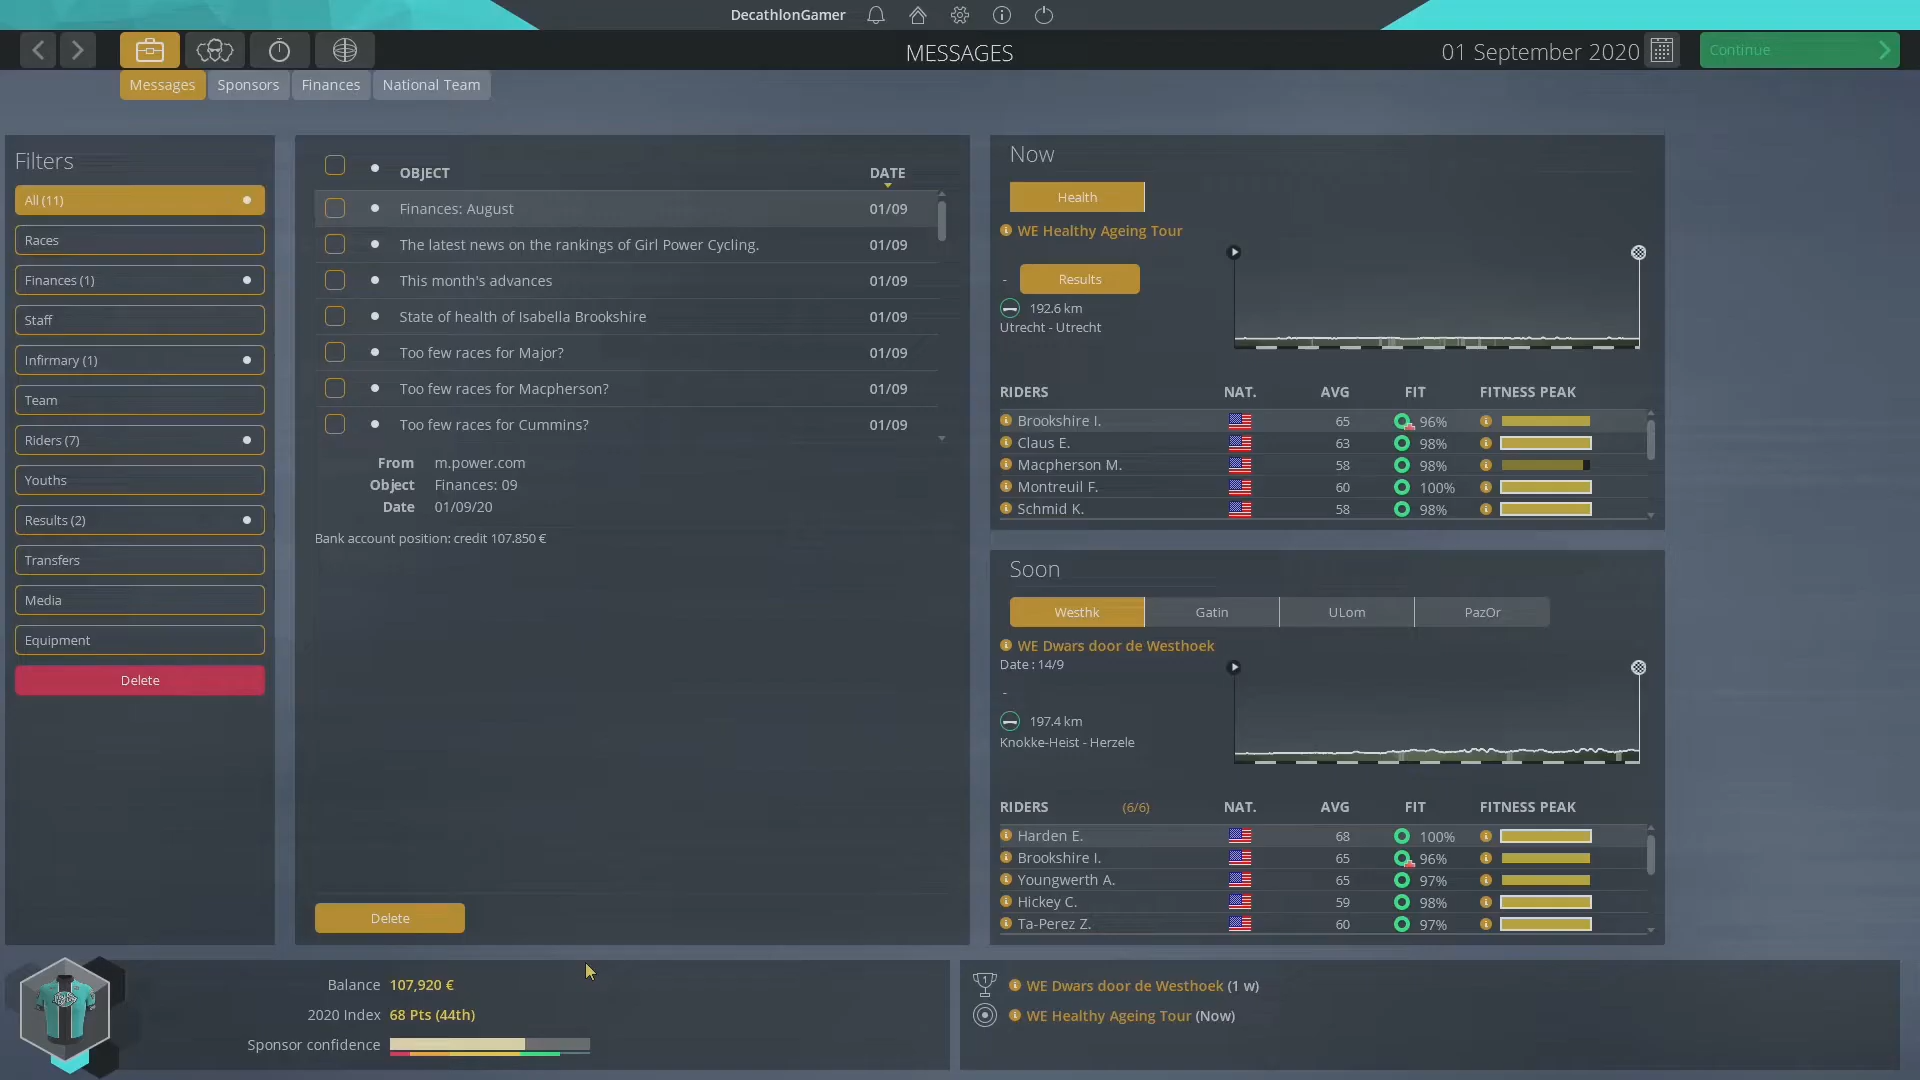 DecathlonGamer
MESSAGES
01 September 2020
Continue
Messages Sponsors Finances National Team
Filters
All (11)
Races
Finances (1)
Staff
Infirmary (1)
Team
Riders (7)
Youths
Results (2)
Transfers
Media
Equipment
Delete
OBJECT DATE
Finances: August 01/09
The latest news on the rankings of Girl Power Cycling. 01/09
This month's advances 01/09
State of health of Isabella Brookshire 01/09
Too few races for Major? 01/09
Too few races for Macpherson? 01/09
Too few races for Cummins? 01/09
From m.power.com
Object Finances: 09
Date 01/09/20
Bank account position: credit 107.850 €
Delete
Now
Health
WE Healthy Ageing Tour
- Results
192.6 km
Utrecht - Utrecht
RIDERS NAT. AVG FIT FITNESS PEAK
Brookshire I. 65 96%
Claus E. 63 98%
Macpherson M. 58 98%
Montreuil F. 60 100%
Schmid K. 58 98%
Soon
Westhk Gatin ULom PazOr
WE Dwars door de Westhoek
Date : 14/9
-
197.4 km
Knokke-Heist - Herzele
RIDERS (6/6) NAT. AVG FIT FITNESS PEAK
Harden E. 68 100%
Brookshire I. 65 96%
Youngwerth A. 65 97%
Hickey C. 59 98%
Ta-Perez Z. 60 97%
Balance 107,920 €
2020 Index 68 Pts (44th)
Sponsor confidence
1 WE Dwars door de Westhoek (1 w)
WE Healthy Ageing Tour (Now)